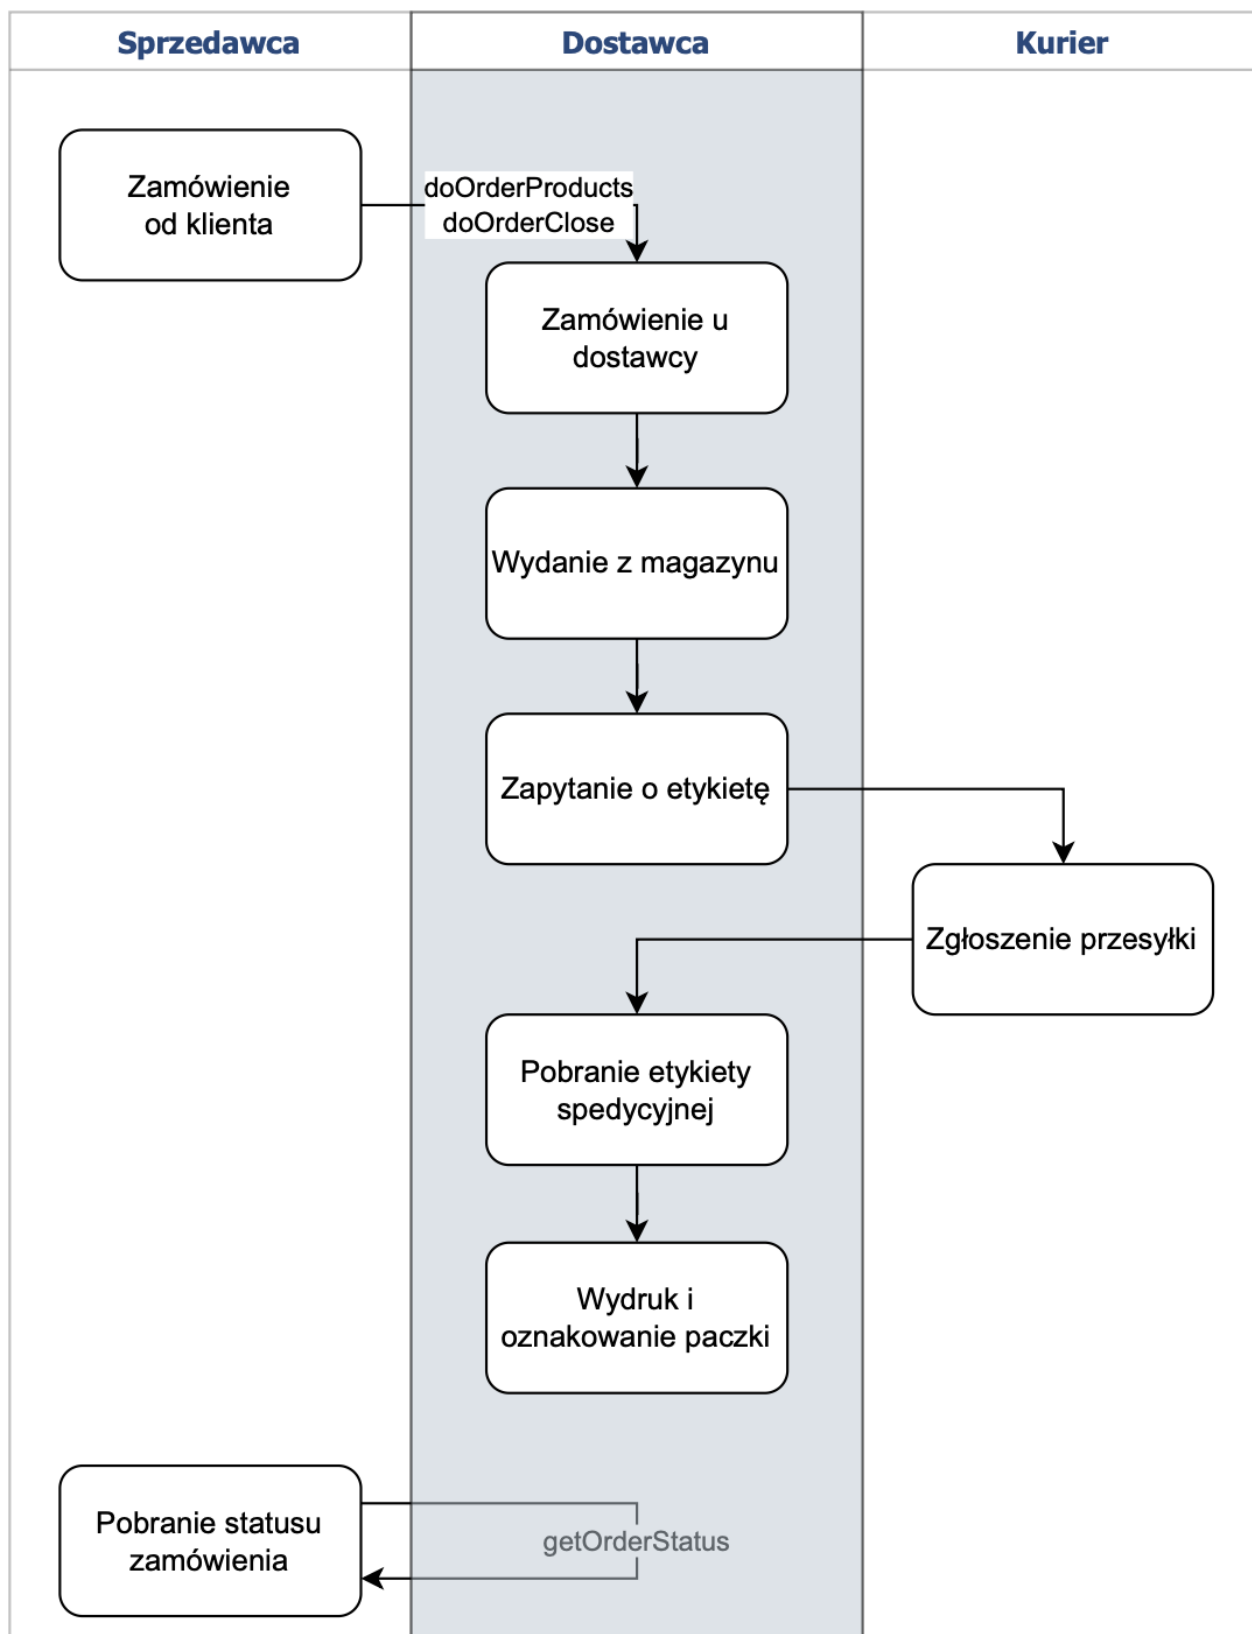 Sprzedawca
Dostawca
Kurier
Zamówienie
od klienta
doOrderProducts
doOrderClose
Zamówienie u
dostawcy
Wydanie z magazynu
Zapytanie o etykietę
Zgłoszenie przesyłki
Pobranie etykiety
spedycyjnej
Wydruk i
oznakowanie paczki
Pobranie statusu
zamówienia
getOrderStatus